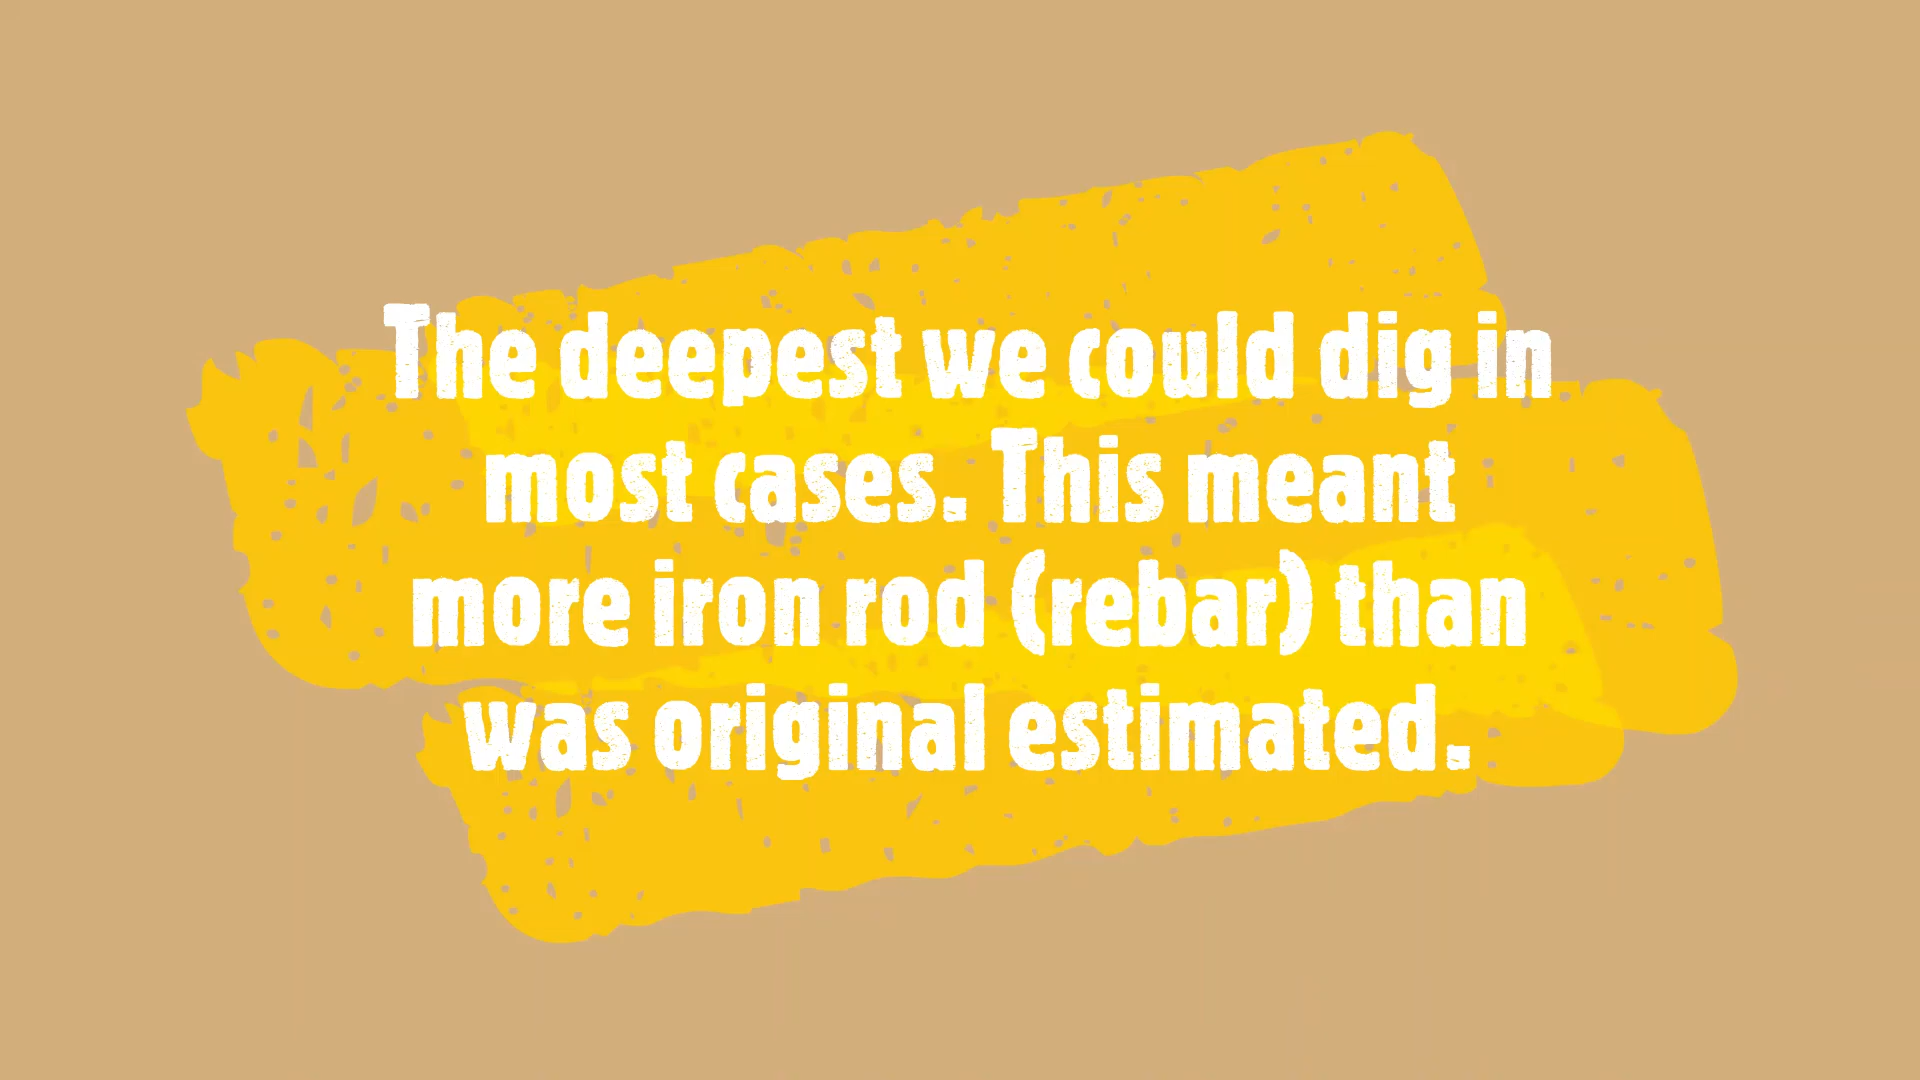 The deepest we could dig in
most cases. This meant
more iron rod (rebar) than
was original estimated.